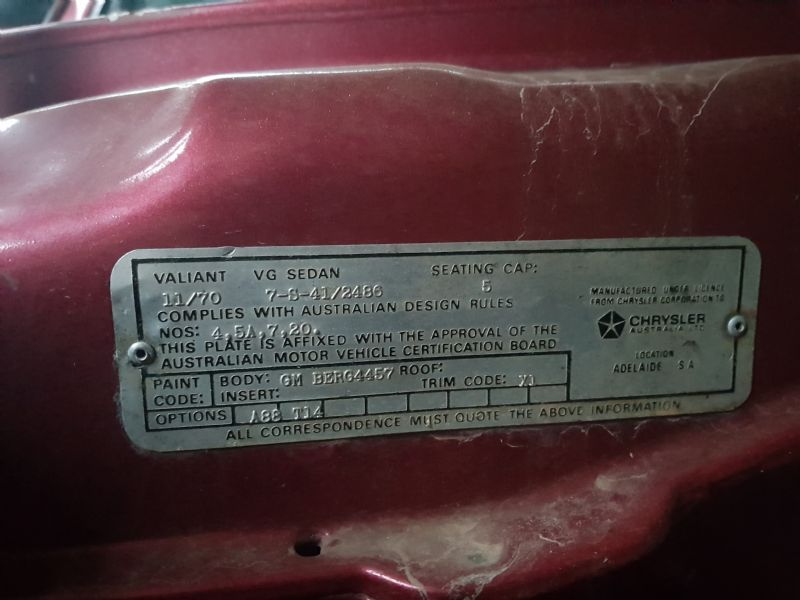 VALIANT VG SEDAN SEATING CAP:
11/70 7-S-41/2486 5
COMPLIES WITH AUSTRALIAN DESIGN RULES
NOS: 4,5A,7,20.
THIS PLATE IS AFFIXED WITH THE APPROVAL OF THE
AUSTRALIAN MOTOR VEHICLE CERTIFICATION BOARD
MANUFACTURED UNDER LICENCE
FROM CHRYSLER CORPORATION TO
CHRYSLER
AUSTRALIA LTD.
LOCATION
ADELAIDE S A
PAINT BODY: GM BERG4457 ROOF:
CODE: INSERT: TRIM CODE: X1
OPTIONS A88 T14
ALL CORRESPONDENCE MUST QUOTE THE ABOVE INFORMATION